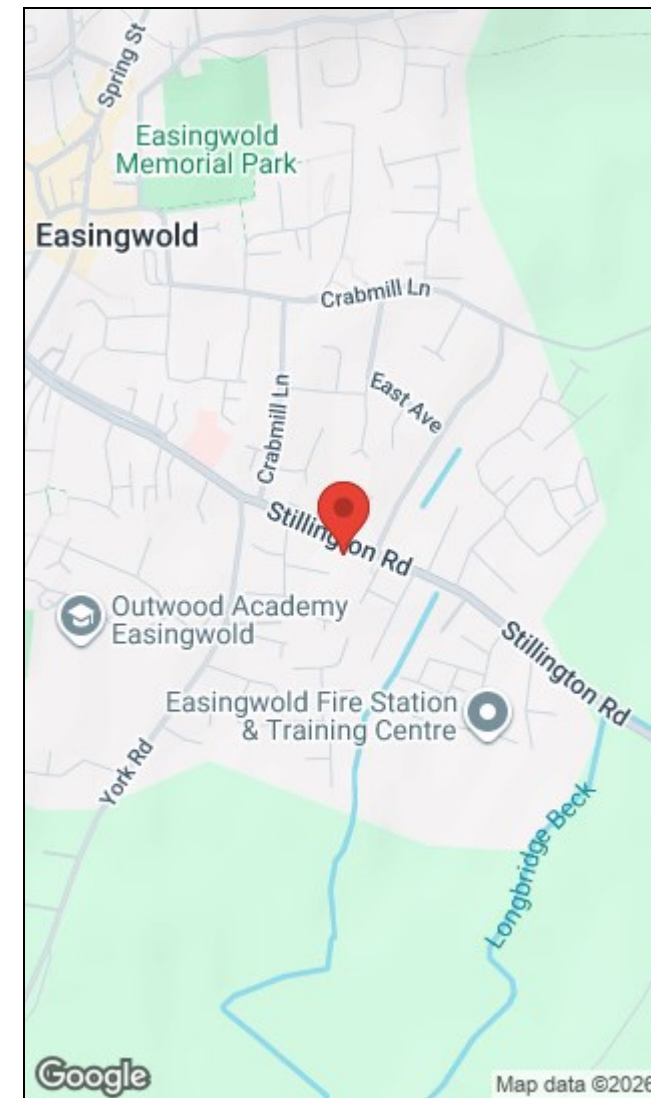 Spring St
Easingwold
Memorial Park
Easingwold
Crabmill Ln
East Ave
Crabmill Ln
Stillington Rd
Outwood Academy
Easingwold
Stillington Rd
Easingwold Fire Station
& Training Centre
York Rd
Longbridge Beck
Google
Map data ©2026